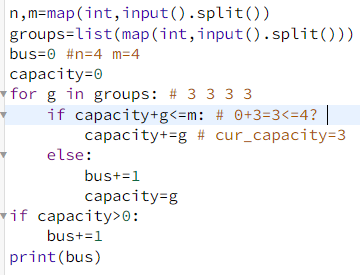 n,m=map(int,input().split())
groups=list(map(int,input().split()))
bus=0 #n=4 m=4
capacity=0
for g in groups: # 3 3 3 3
    if capacity+g<=m: # 0+3=3<=4?
        capacity+=g # cur_capacity=3
    else:
        bus+=1
        capacity=g
if capacity>0:
    bus+=1
print(bus)